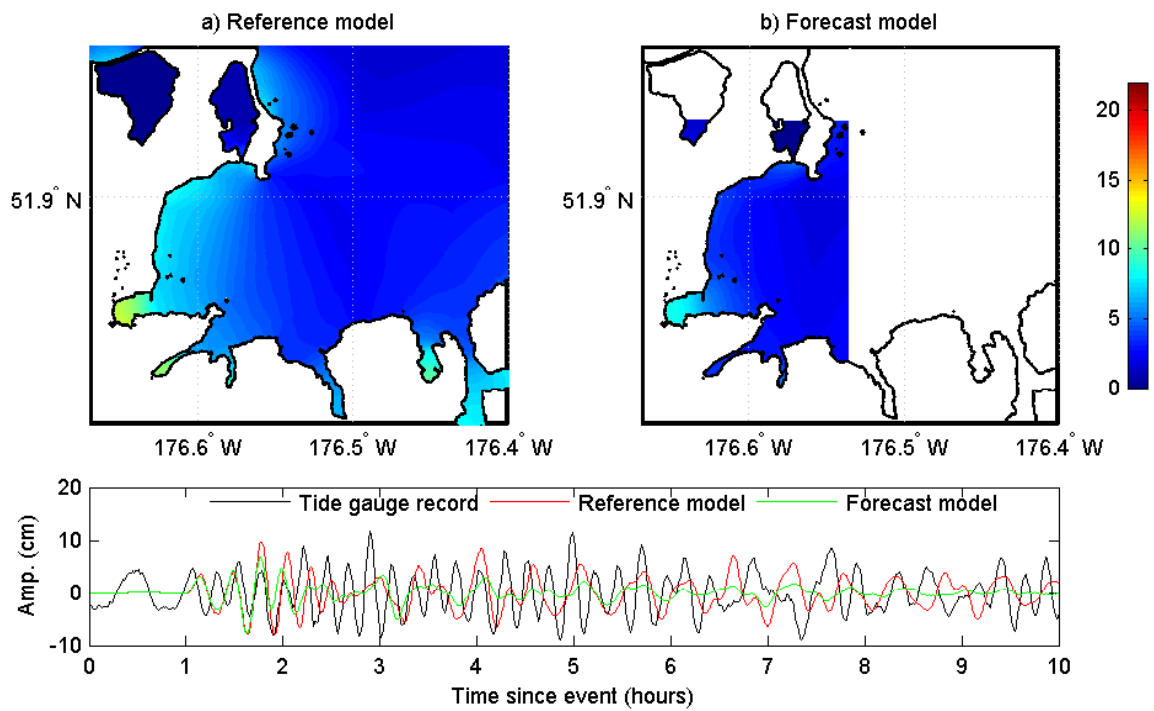 a) Reference model
b) Forecast model
51.9° N
51.9° N
20
15
10
5
0
176.6° W
176.5° W
176.4° W
176.6° W
176.5° W
176.4° W
20
10
0
-10
Amp. (cm)
Tide gauge record
Reference model
Forecast model
0 1 2 3 4 5 6 7 8 9 10
Time since event (hours)